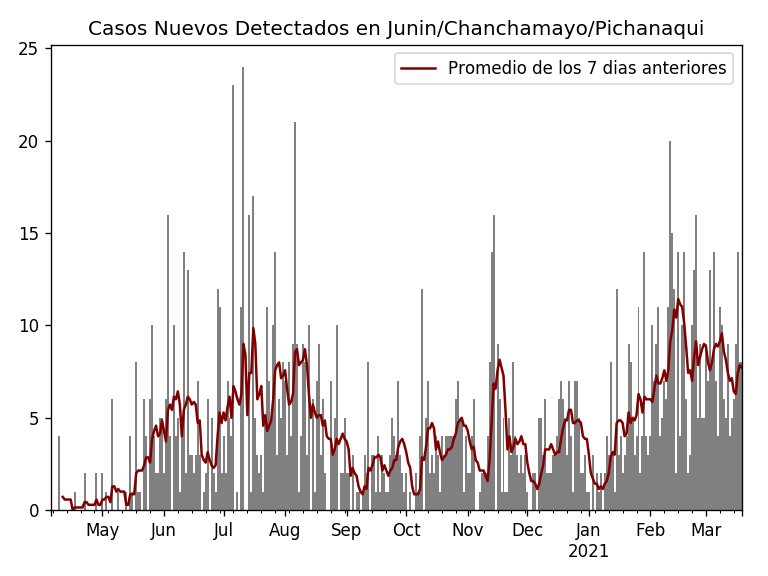 Casos Nuevos Detectados en Junin/Chanchamayo/Pichanaqui
Promedio de los 7 dias anteriores
25
20
15
10
5
0
May Jun Jul Aug Sep Oct Nov Dec Jan Feb Mar
2021